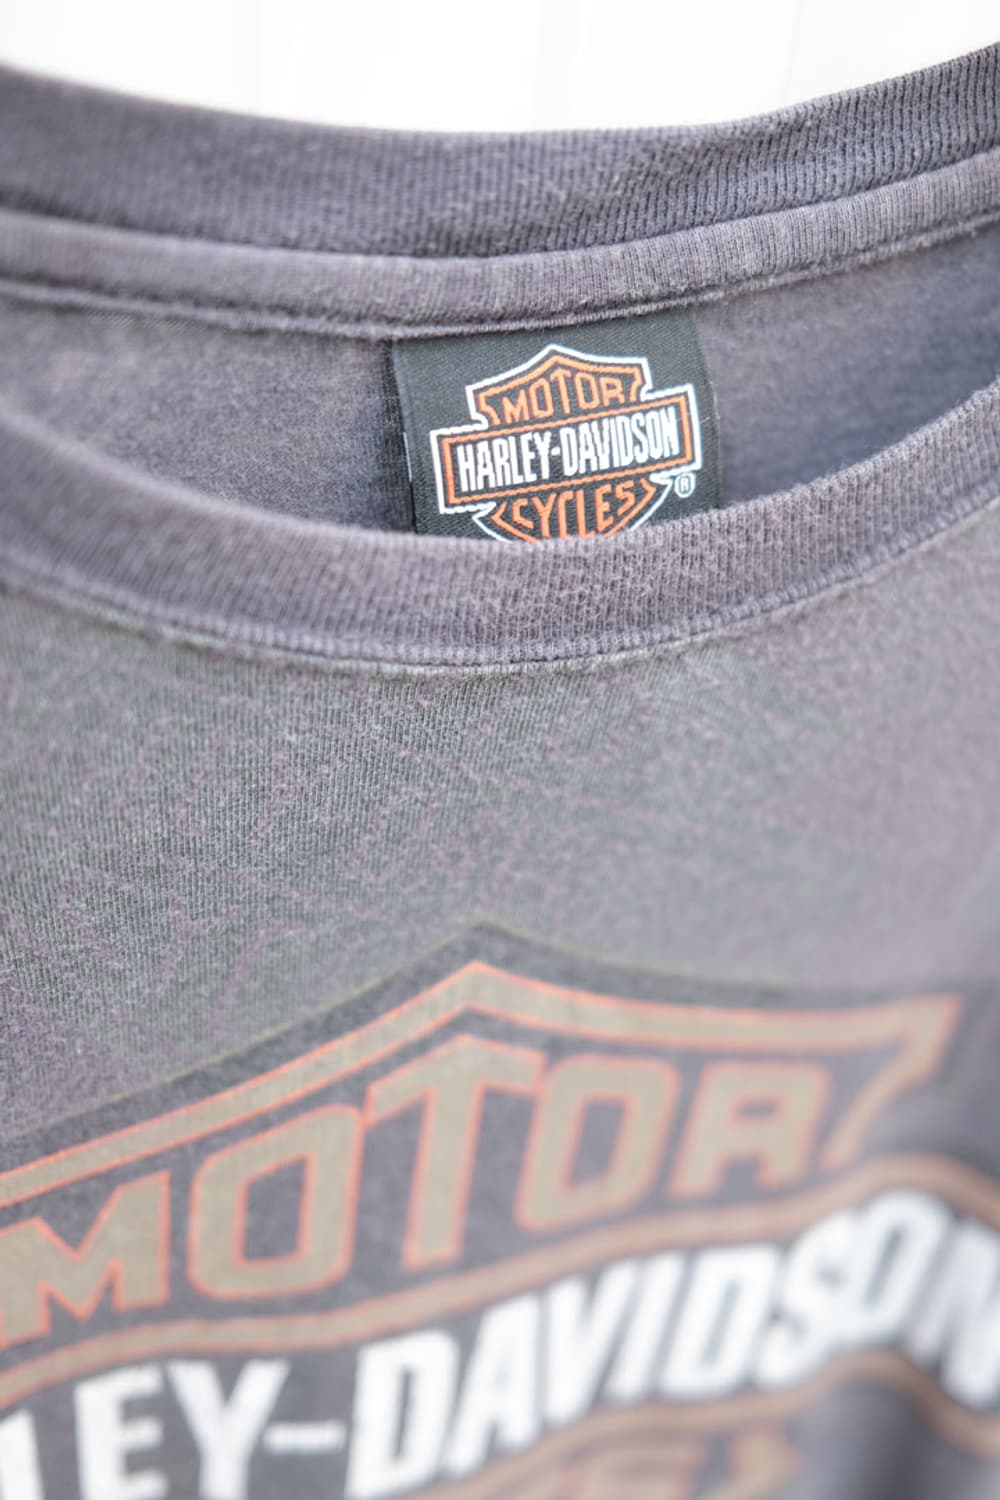 MOTOR
HARLEY-DAVIDSON
®
CYCLES
MOTOR
LEY-DAVIDSON